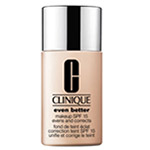 CLINIQUE
even better
makeup SPF 15
evens and corrects
fond de teint éclat
correction teint SPF 15
unifie et corrige le teint